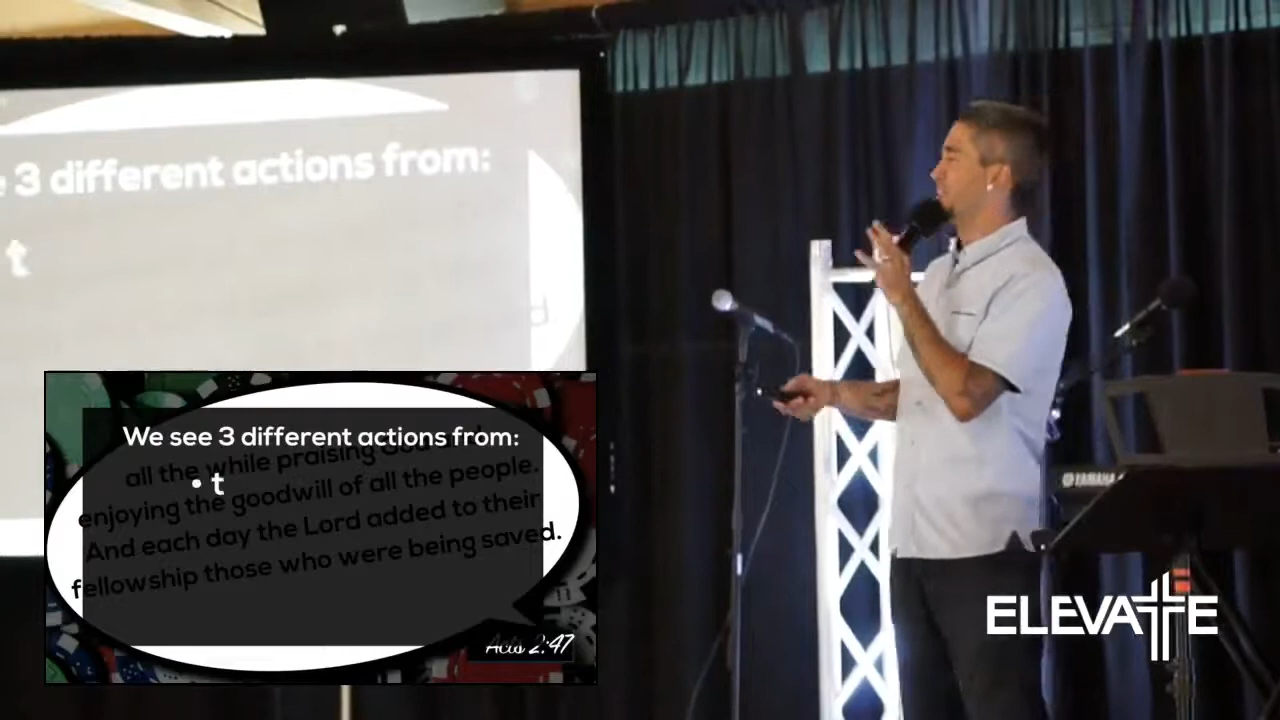 3 different actions from:
t
We see 3 different actions from:
• t
all the while praising God and
enjoying the goodwill of all the people.
And each day the Lord added to their
fellowship those who were being saved.
Acts 2:47
YAMAHA
ELEVATE